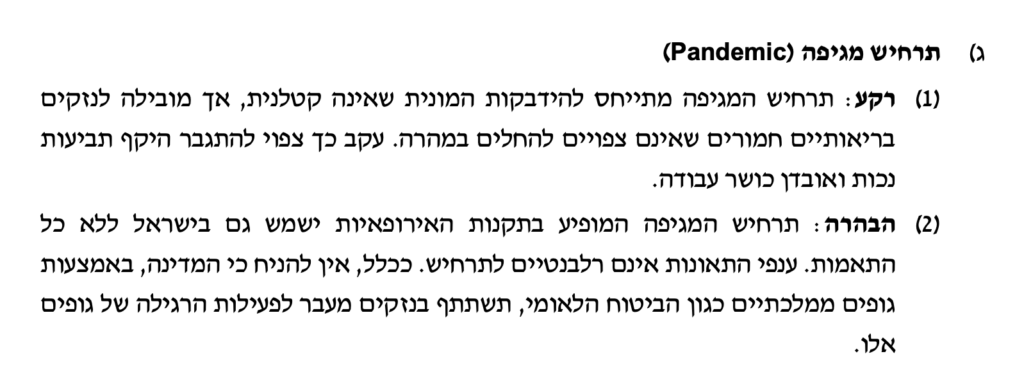 ג) תרחיש מגיפה (Pandemic)
(1) רקע: תרחיש המגיפה מתייחס להידבקות המונית שאינה קטלנית, אך מובילה לנזקים
בריאותיים חמורים שאינם צפויים להחלים במהרה. עקב כך צפוי להתגבר היקף תביעות
נכות ואובדן כושר עבודה.
(2) הבהרה: תרחיש המגיפה המופיע בתקנות האירופאיות ישמש גם בישראל ללא כל
התאמות. ענפי התאונות אינם רלבנטיים לתרחיש. ככלל, אין להניח כי המדינה, באמצעות
גופים ממלכתיים כגון הביטוח הלאומי, תשתתף בנזקים מעבר לפעילות הרגילה של גופים
אלו.